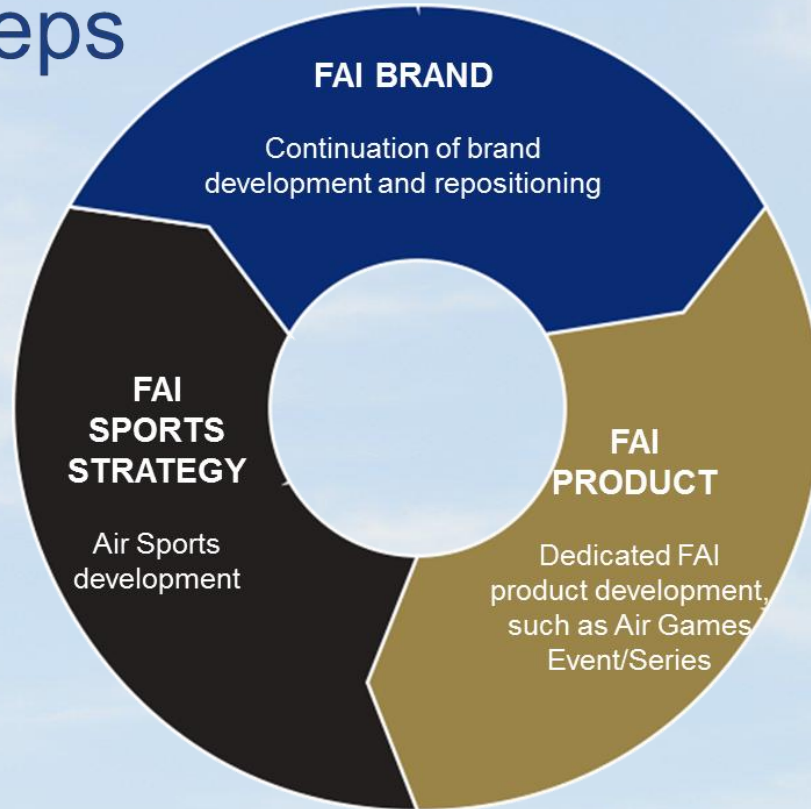 eps
FAI BRAND
Continuation of brand
development and repositioning
FAI
SPORTS
STRATEGY
Air Sports
development
FAI
PRODUCT
Dedicated FAI
product development,
such as Air Games
Event/Series